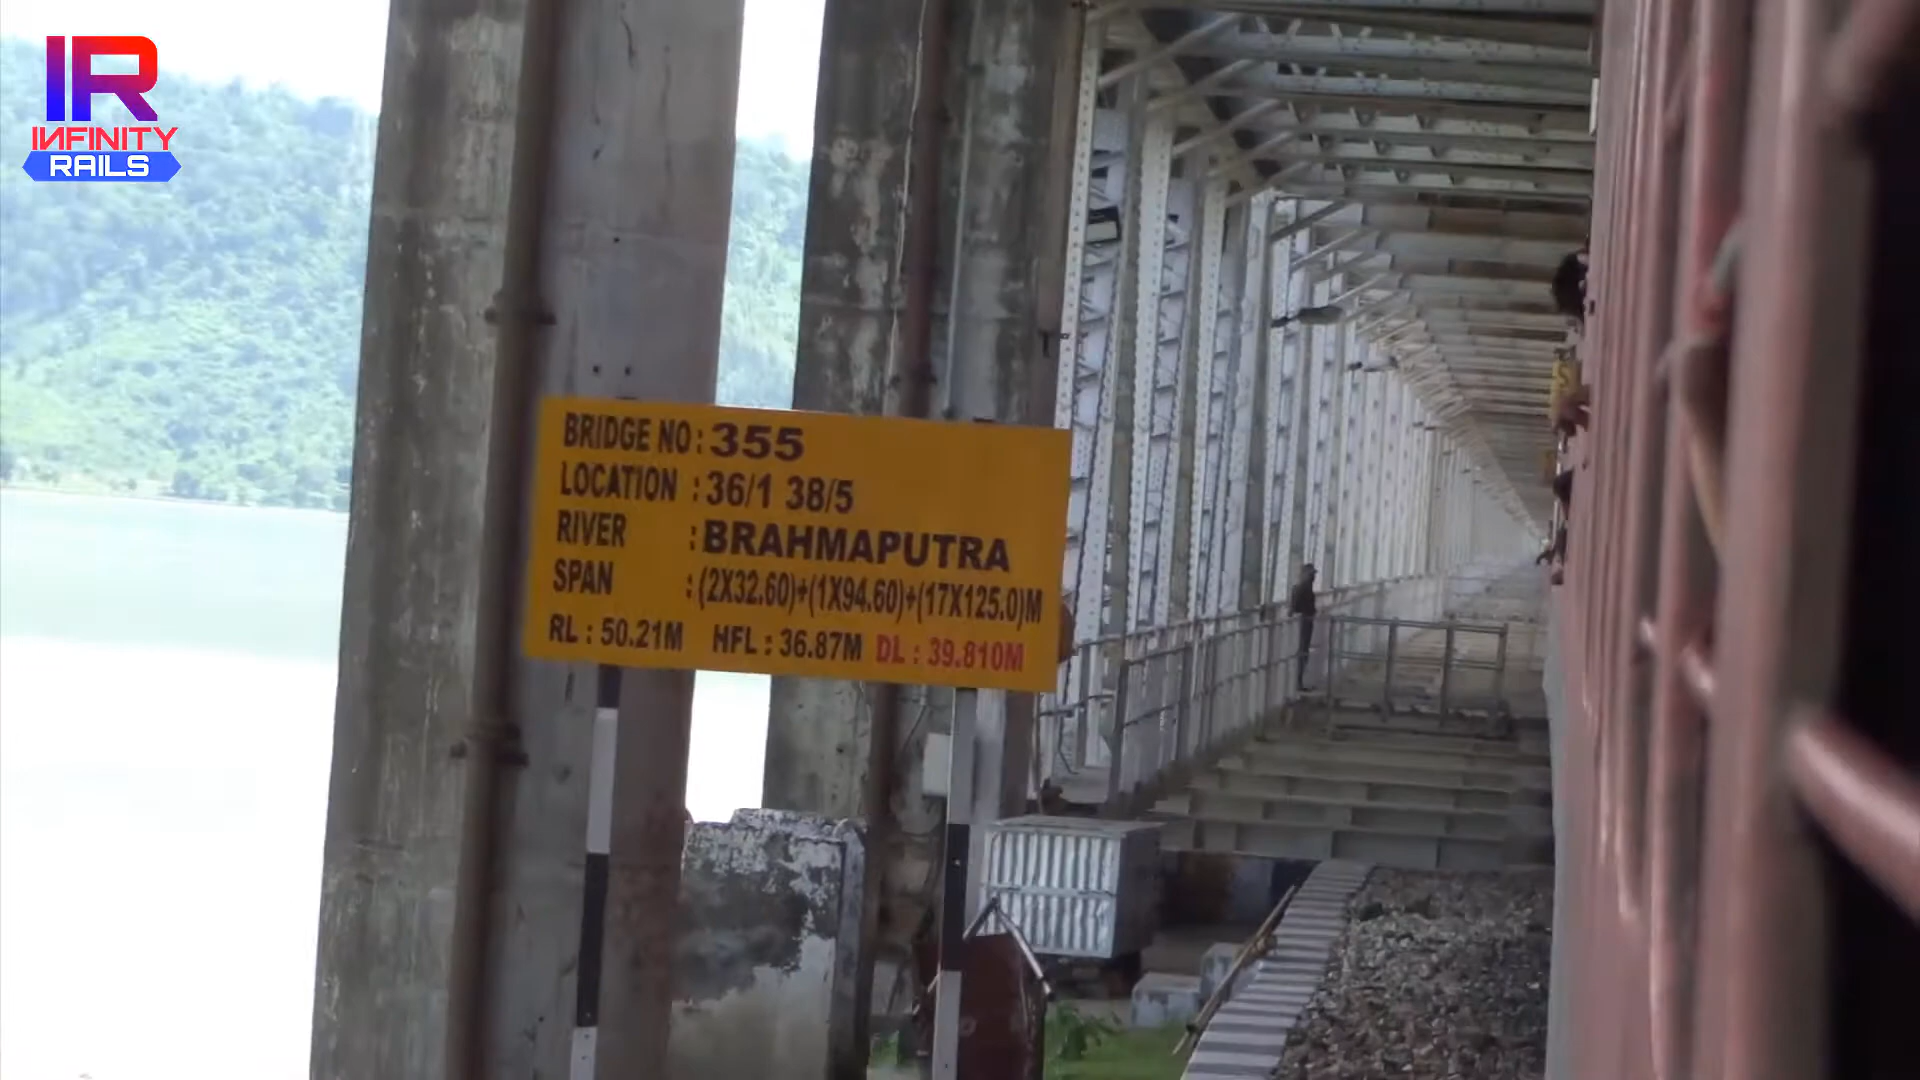 IR
INFINITY
RAILS
BRIDGE NO : 355
LOCATION : 36/1 38/5
RIVER : BRAHMAPUTRA
SPAN : (2X32.60)+(1X94.60)+(17X125.0)M
RL : 50.21M HFL : 36.87M DL : 39.810M